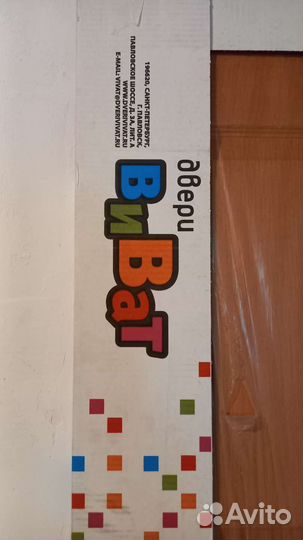 двери
ВиВаТ
196620, САНКТ-ПЕТЕРБУРГ,
Г. ПАВЛОВСК,
ПАВЛОВСКОЕ ШОССЕ, Д. 3А, ЛИТ. А
WWW.DVERIVIVAT.RU
E-MAIL: VIVAT@DVERIVIVAT.RU
Avito